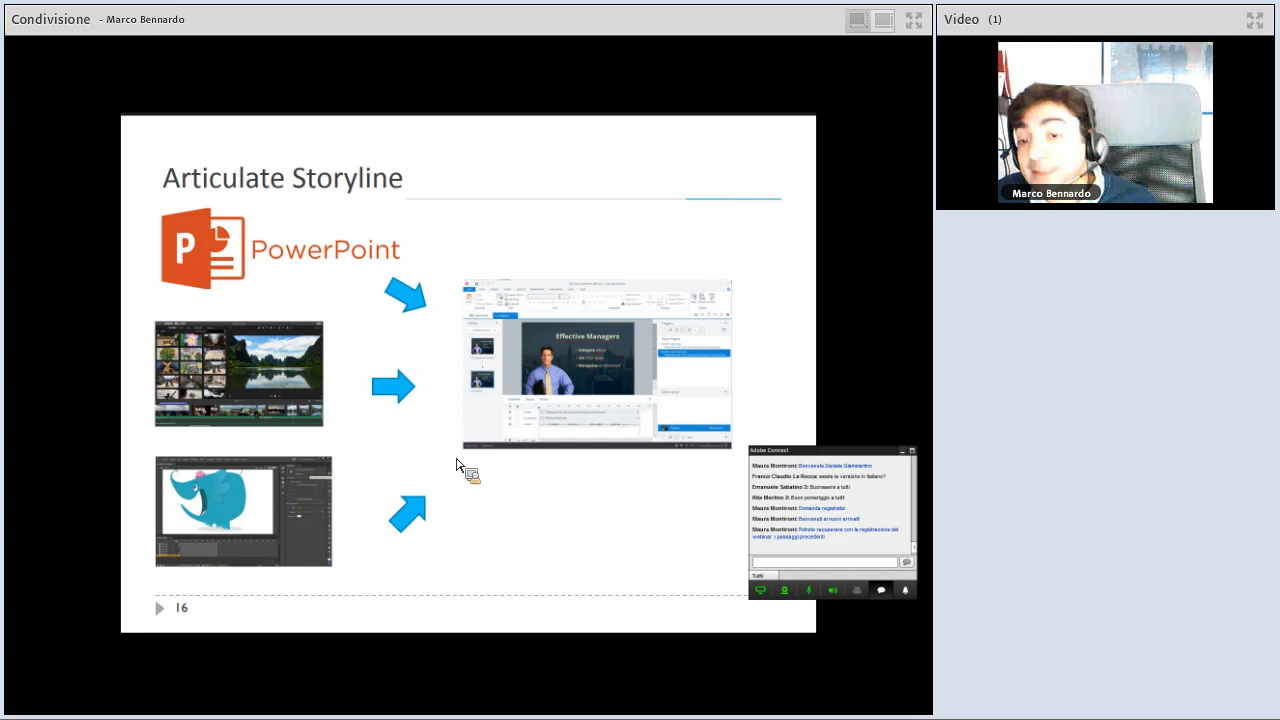 Condivisione - Marco Bennardo
Video (1)
Marco Bennardo
Articulate Storyline
P
PowerPoint
Effective Managers
16
Adobe Connect
Maura Montironi: Benvenuta Daniela Giammartino
Franco Claudio La Rocca: esiste la versione in italiano?
Emanuele Sabatino 2: Buonasera a tutti
Rita Merlino 2: Buon pomeriggio a tutti!
Maura Montironi: Domanda registrata!
Maura Montironi: Benvenuti ai nuovi arrivati!
Maura Montironi: Potrete recuperare con la registrazione del
webinar i passaggi precedenti
Tutti